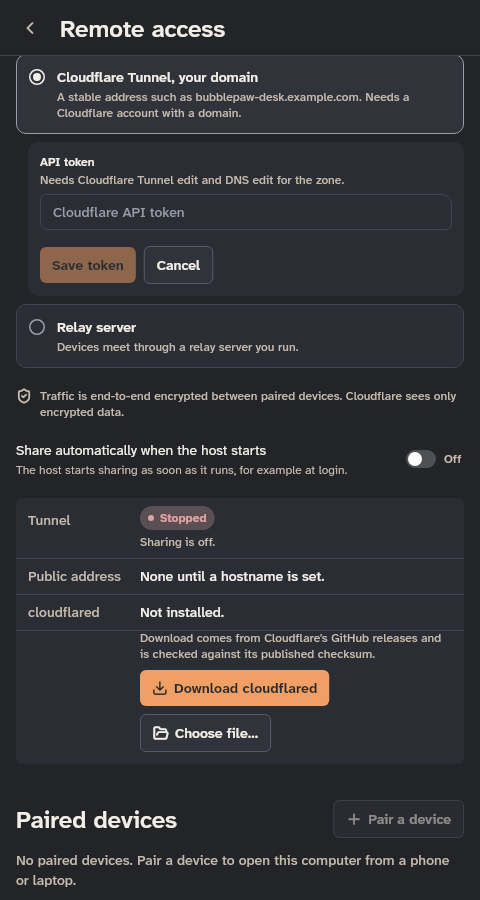 Remote access
Cloudflare Tunnel, your domain
A stable address such as bubblepaw-desk.example.com. Needs a
Cloudflare account with a domain.
API token
Needs Cloudflare Tunnel edit and DNS edit for the zone.
Cloudflare API token
Save token
Cancel
Relay server
Devices meet through a relay server you run.
Traffic is end-to-end encrypted between paired devices. Cloudflare sees only
encrypted data.
Share automatically when the host starts
The host starts sharing as soon as it runs, for example at login.
Off
Tunnel
Stopped
Sharing is off.
Public address
None until a hostname is set.
cloudflared
Not installed.
Download comes from Cloudflare's GitHub releases and
is checked against its published checksum.
Download cloudflared
Choose file...
Paired devices
Pair a device
No paired devices. Pair a device to open this computer from a phone
or laptop.